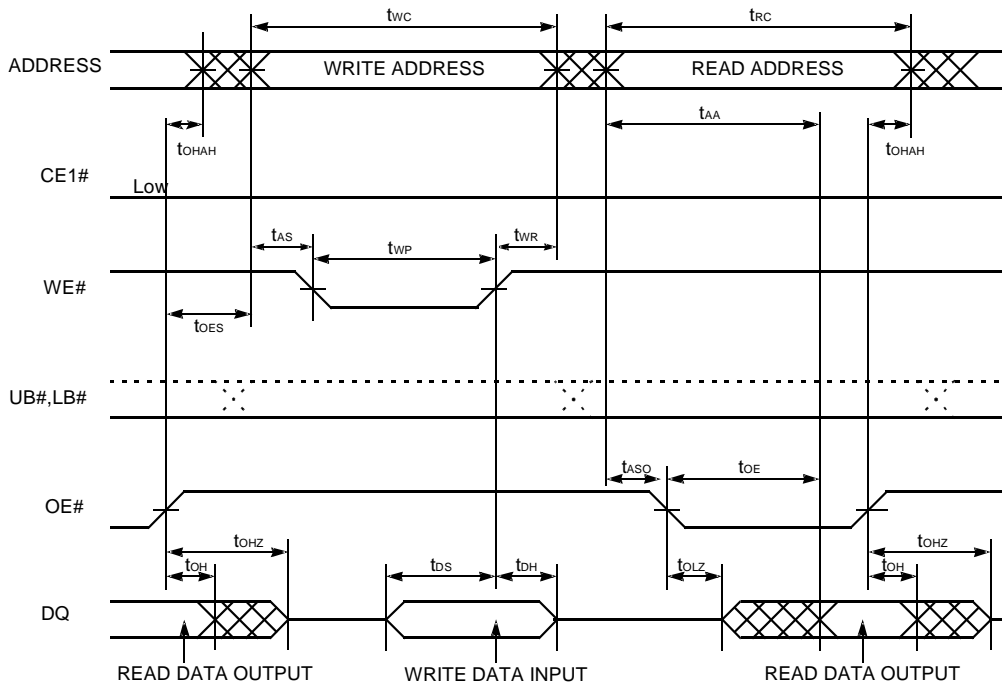 tWC tRC
ADDRESS WRITE ADDRESS READ ADDRESS
tOHAH tAA tOHAH
CE1# Low
tAS tWP tWR
WE#
tOES
UB#,LB#
tASO tOE
OE#
tOHZ tOHZ
tOH tDS tDH tOLZ tOH
DQ
READ DATA OUTPUT WRITE DATA INPUT READ DATA OUTPUT